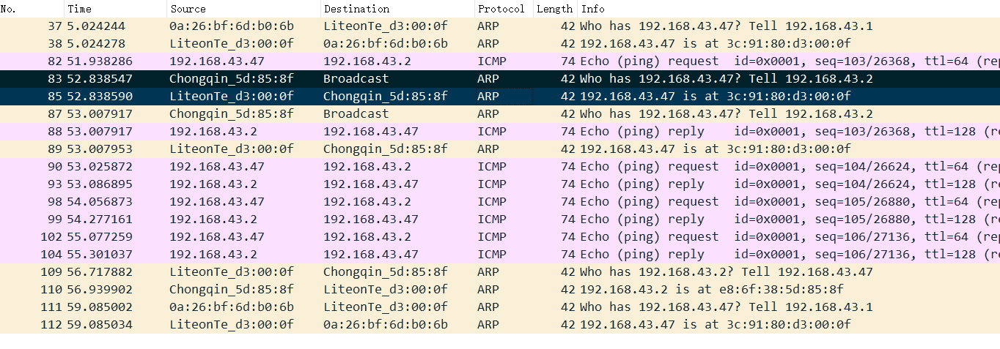 No. Time Source Destination Protocol Length Info
37 5.024244 0a:26:bf:6d:b0:6b LiteonTe_d3:00:0f ARP 42 Who has 192.168.43.47? Tell 192.168.43.1
38 5.024278 LiteonTe_d3:00:0f 0a:26:bf:6d:b0:6b ARP 42 192.168.43.47 is at 3c:91:80:d3:00:0f
82 51.938286 192.168.43.47 192.168.43.2 ICMP 74 Echo (ping) request id=0x0001, seq=103/26368, ttl=64 (rep
83 52.838547 Chongqin_5d:85:8f Broadcast ARP 42 Who has 192.168.43.47? Tell 192.168.43.2
85 52.838590 LiteonTe_d3:00:0f Chongqin_5d:85:8f ARP 42 192.168.43.47 is at 3c:91:80:d3:00:0f
87 53.007917 Chongqin_5d:85:8f Broadcast ARP 42 Who has 192.168.43.47? Tell 192.168.43.2
88 53.007917 192.168.43.2 192.168.43.47 ICMP 74 Echo (ping) reply id=0x0001, seq=103/26368, ttl=128 (re
89 53.007953 LiteonTe_d3:00:0f Chongqin_5d:85:8f ARP 42 192.168.43.47 is at 3c:91:80:d3:00:0f
90 53.025872 192.168.43.47 192.168.43.2 ICMP 74 Echo (ping) request id=0x0001, seq=104/26624, ttl=64 (rep
93 53.086895 192.168.43.2 192.168.43.47 ICMP 74 Echo (ping) reply id=0x0001, seq=104/26624, ttl=128 (re
98 54.056873 192.168.43.47 192.168.43.2 ICMP 74 Echo (ping) request id=0x0001, seq=105/26880, ttl=64 (rep
99 54.277161 192.168.43.2 192.168.43.47 ICMP 74 Echo (ping) reply id=0x0001, seq=105/26880, ttl=128 (re
102 55.077259 192.168.43.47 192.168.43.2 ICMP 74 Echo (ping) request id=0x0001, seq=106/27136, ttl=64 (rep
104 55.301037 192.168.43.2 192.168.43.47 ICMP 74 Echo (ping) reply id=0x0001, seq=106/27136, ttl=128 (re
109 56.717882 LiteonTe_d3:00:0f Chongqin_5d:85:8f ARP 42 Who has 192.168.43.2? Tell 192.168.43.47
110 56.939902 Chongqin_5d:85:8f LiteonTe_d3:00:0f ARP 42 192.168.43.2 is at e8:6f:38:5d:85:8f
111 59.085002 0a:26:bf:6d:b0:6b LiteonTe_d3:00:0f ARP 42 Who has 192.168.43.47? Tell 192.168.43.1
112 59.085034 LiteonTe_d3:00:0f 0a:26:bf:6d:b0:6b ARP 42 192.168.43.47 is at 3c:91:80:d3:00:0f